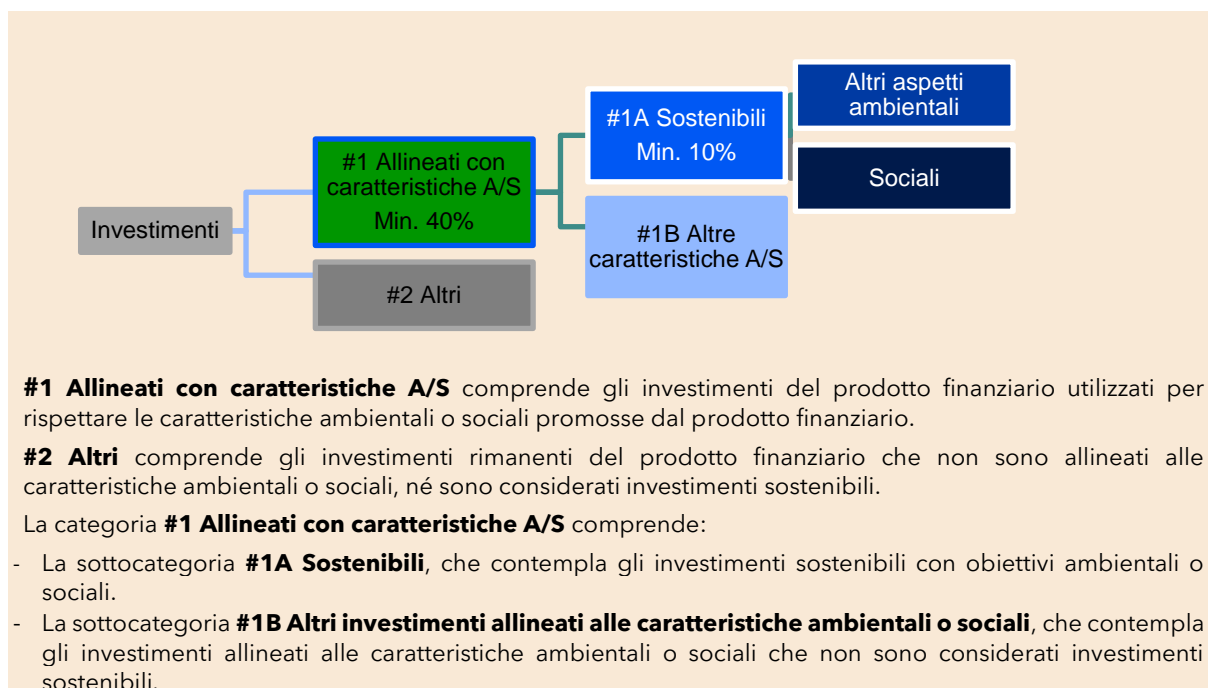 Investimenti
#1 Allineati con
caratteristiche A/S
Min. 40%
#2 Altri
#1A Sostenibili
Min. 10%
#1B Altre
caratteristiche A/S
Altri aspetti
ambientali
Sociali
#1 Allineati con caratteristiche A/S comprende gli investimenti del prodotto finanziario utilizzati per
rispettare le caratteristiche ambientali o sociali promosse dal prodotto finanziario.
#2 Altri comprende gli investimenti rimanenti del prodotto finanziario che non sono allineati alle
caratteristiche ambientali o sociali, né sono considerati investimenti sostenibili.
La categoria #1 Allineati con caratteristiche A/S comprende:
- La sottocategoria #1A Sostenibili, che contempla gli investimenti sostenibili con obiettivi ambientali o
sociali.
- La sottocategoria #1B Altri investimenti allineati alle caratteristiche ambientali o sociali, che contempla
gli investimenti allineati alle caratteristiche ambientali o sociali che non sono considerati investimenti
sostenibili.